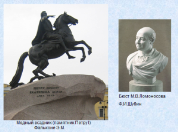 Медный всадник (памятник Петру I)
Фальконе Э.М.
Бюст М.В.Ломоносова
Ф.И.Шубин